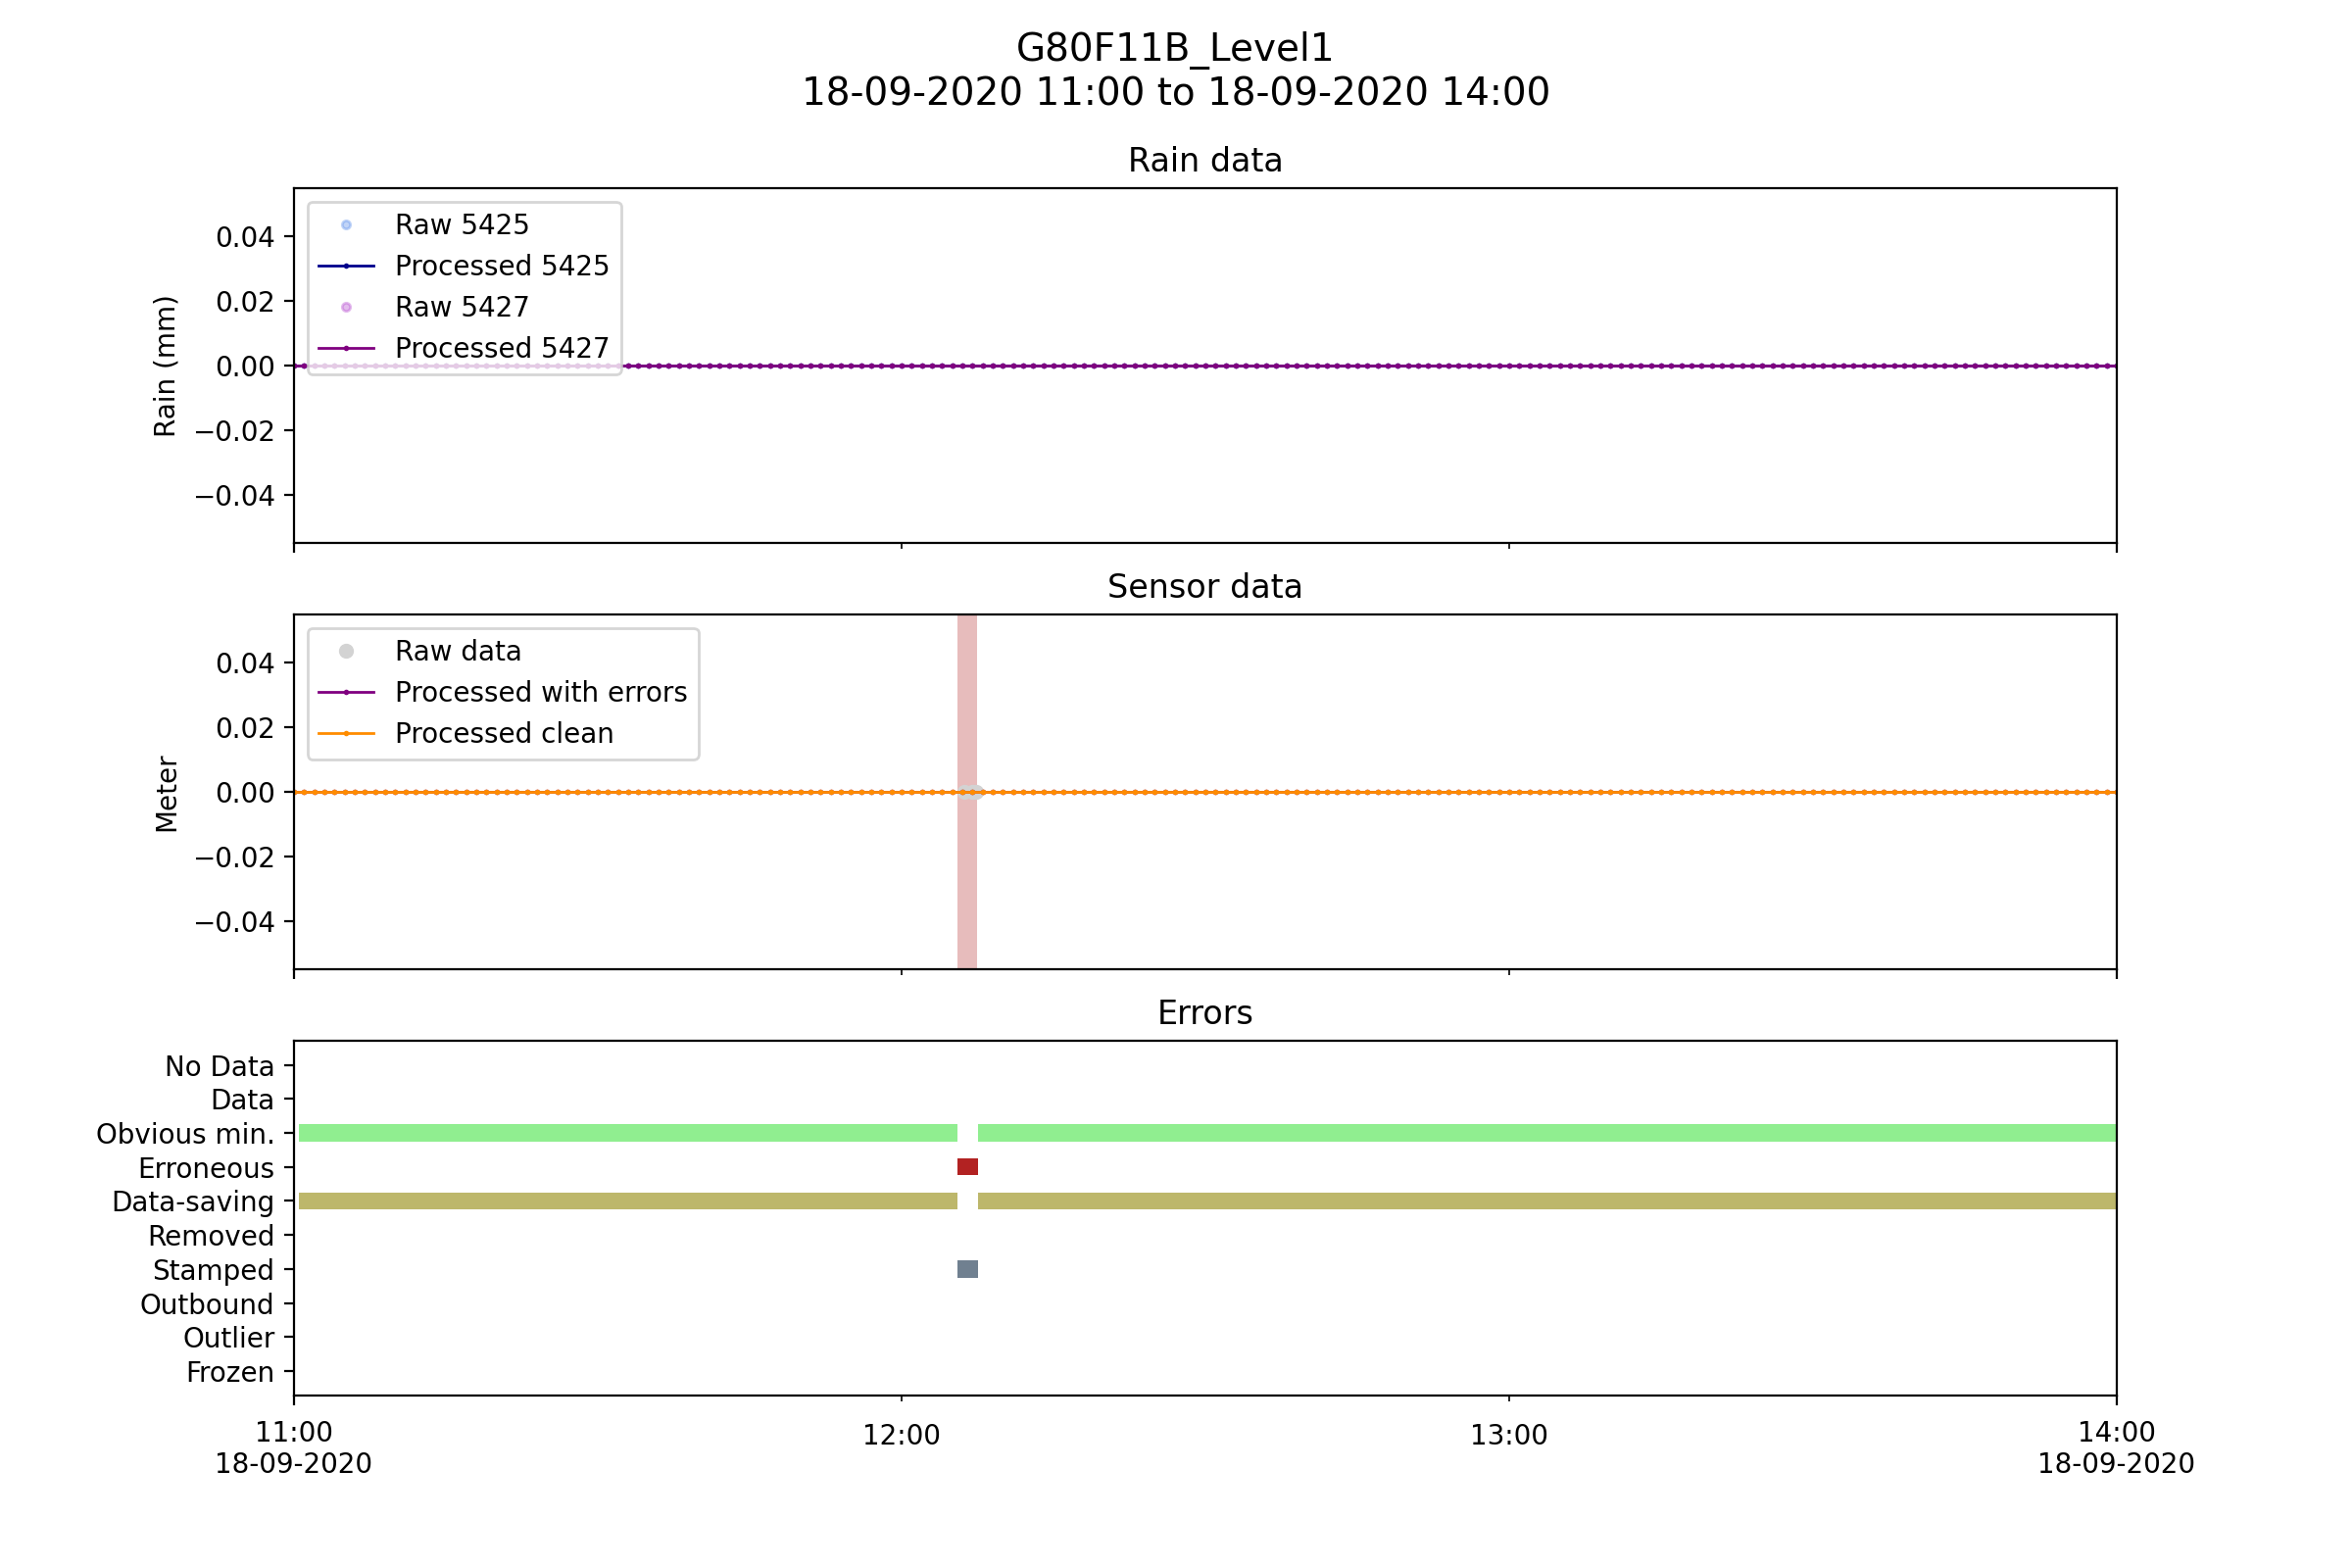 G80F11B_Level1
18-09-2020 11:00 to 18-09-2020 14:00
Rain data
Raw 5425
Processed 5425
Raw 5427
Processed 5427
0.04
0.02
0.00
−0.02
−0.04
Rain (mm)
Sensor data
Raw data
Processed with errors
Processed clean
0.04
0.02
0.00
−0.02
−0.04
Meter
Errors
No Data
Data
Obvious min.
Erroneous
Data-saving
Removed
Stamped
Outbound
Outlier
Frozen
11:00
18-09-2020
12:00
13:00
14:00
18-09-2020